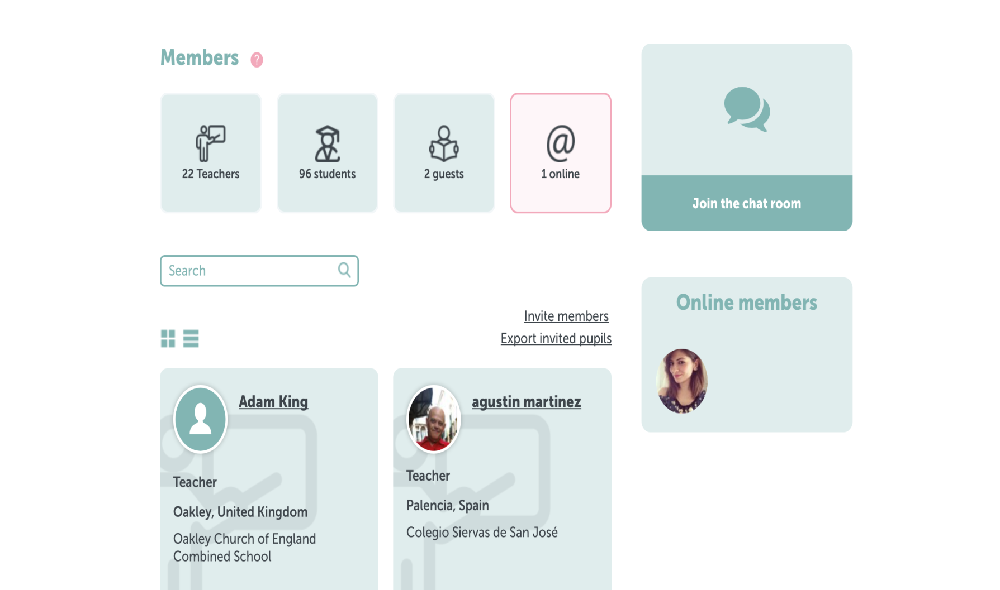 Members ?
22 Teachers
96 students
2 guests
@
1 online
Join the chat room
Search
Invite members
Export invited pupils
Online members
Adam King
Teacher
Oakley, United Kingdom
Oakley Church of England
Combined School
agustin martinez
Teacher
Palencia, Spain
Colegio Siervas de San José